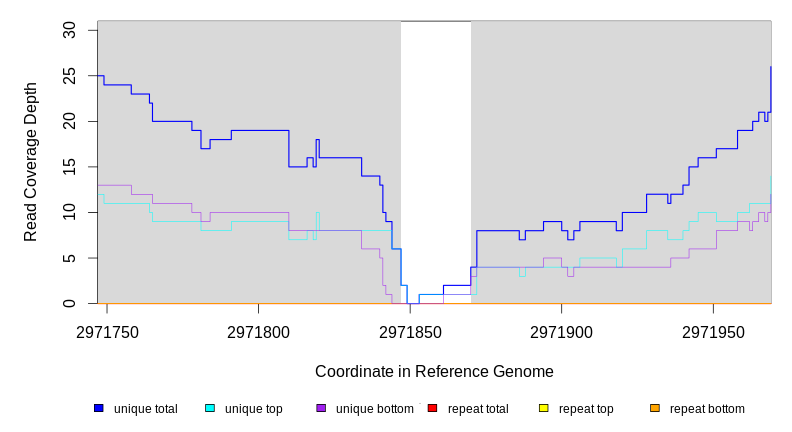 30
25
20
15
10
5
0
Read Coverage Depth
2971750 2971800 2971850 2971900 2971950
Coordinate in Reference Genome
unique total unique top unique bottom repeat total repeat top repeat bottom